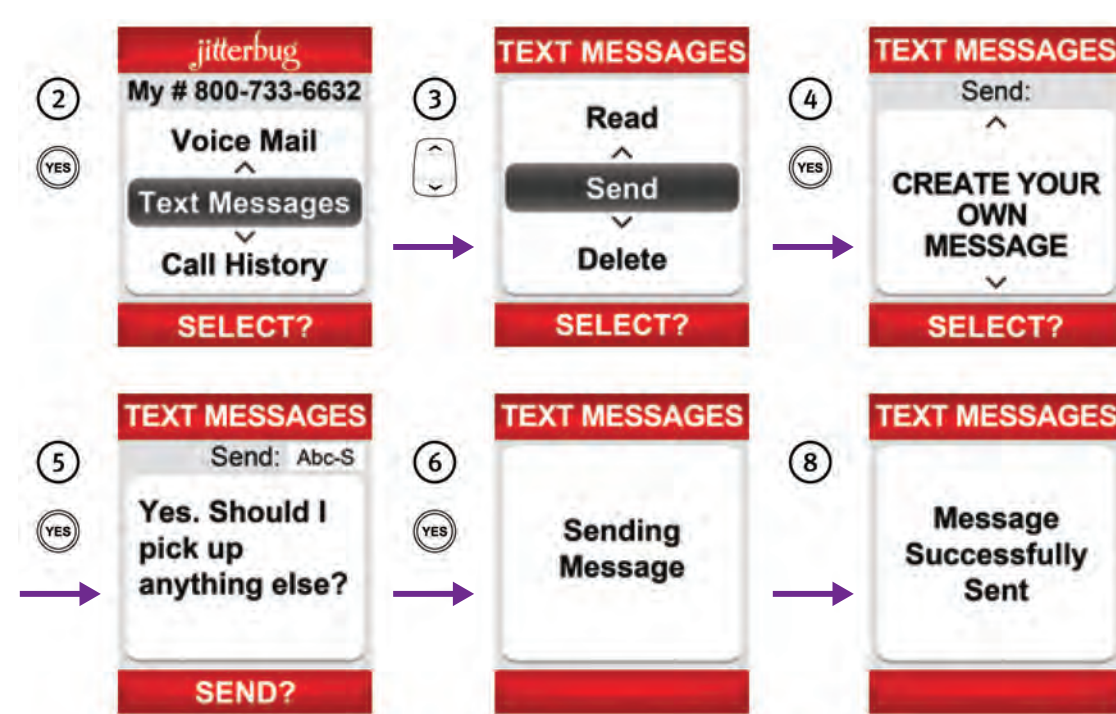 2
YES
jitterbug
My # 800-733-6632
Voice Mail
Text Messages
Call History
SELECT?
3
TEXT MESSAGES
Read
Send
Delete
SELECT?
4
YES
TEXT MESSAGES
Send:
CREATE YOUR
OWN
MESSAGE
SELECT?
5
YES
TEXT MESSAGES
Send: Abc-S
Yes. Should I
pick up
anything else?
SEND?
6
YES
TEXT MESSAGES
Sending
Message
8
TEXT MESSAGES
Message
Successfully
Sent